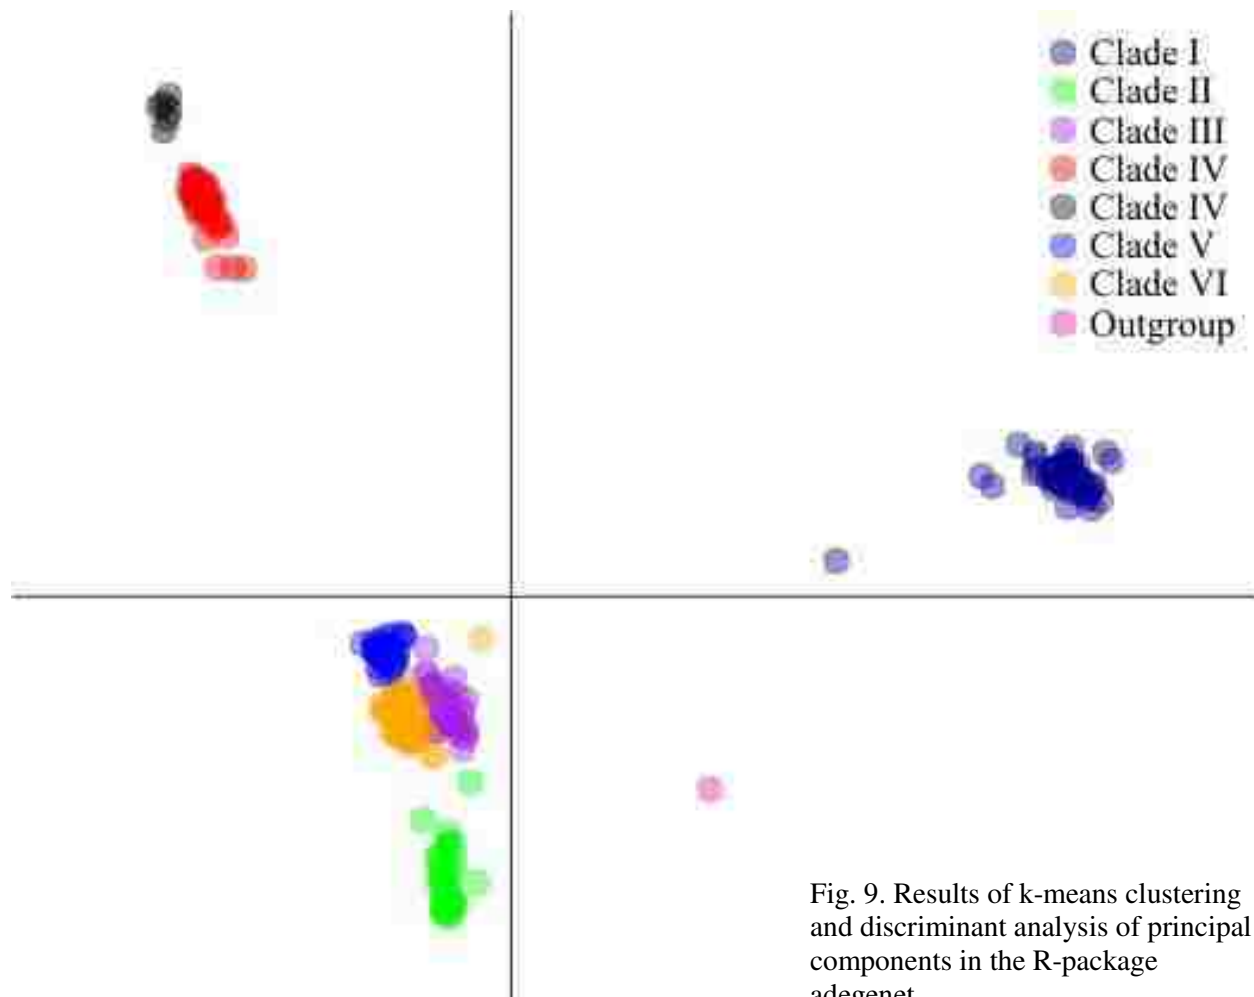 Clade I
Clade II
Clade III
Clade IV
Clade IV
Clade V
Clade VI
Outgroup
Fig. 9. Results of k-means clustering
and discriminant analysis of principal
components in the R-package
adegenet